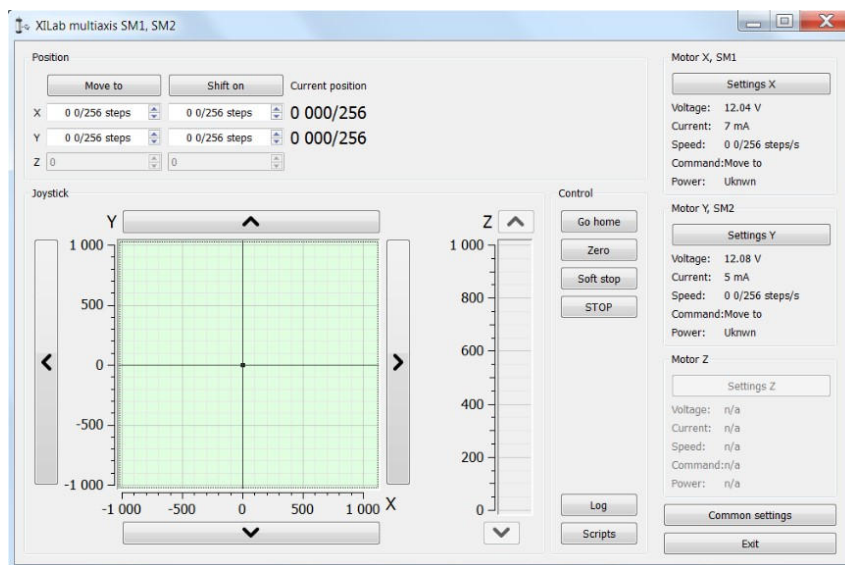 XILab multiaxis SM1, SM2
Position
Move to Shift on Current position
X 0 0/256 steps 0 0/256 steps 0 000/256
Y 0 0/256 steps 0 0/256 steps 0 000/256
Z 0 0
Joystick
Y
1 000
500
0
-500
-1 000
-1 000 -500 0 500 1 000 X
Z
1 000
800
600
400
200
0
Control
Go home
Zero
Soft stop
STOP
Log
Scripts
Motor X, SM1
Settings X
Voltage: 12.04 V
Current: 7 mA
Speed: 0 0/256 steps/s
Command:Move to
Power: Uknwn
Motor Y, SM2
Settings Y
Voltage: 12.08 V
Current: 5 mA
Speed: 0 0/256 steps/s
Command:Move to
Power: Uknwn
Motor Z
Settings Z
Voltage: n/a
Current: n/a
Speed: n/a
Command:n/a
Power: n/a
Common settings
Exit